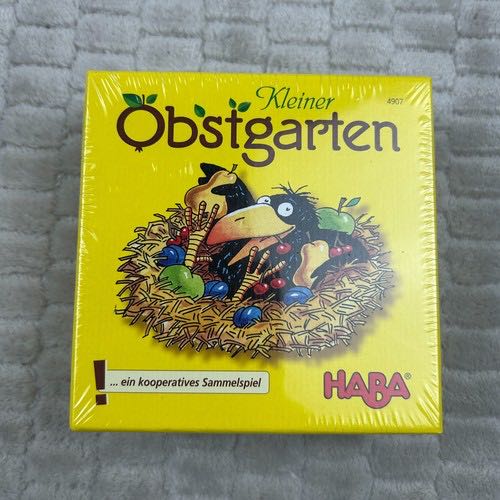 Kleiner
4907
Obstgarten
! ... ein kooperatives Sammelspiel
HABA®